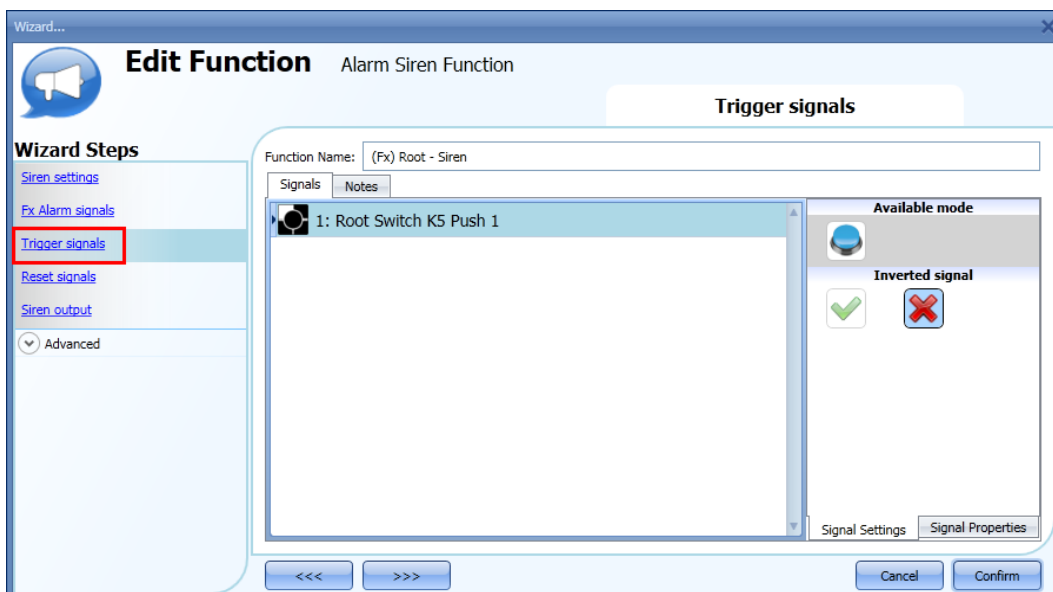 Wizard...
Edit Function Alarm Siren Function
Trigger signals
Wizard Steps
Siren settings
Fx Alarm signals
Trigger signals
Reset signals
Siren output
Advanced
Function Name: (Fx) Root - Siren
Signals Notes
1: Root Switch K5 Push 1
Available mode
Inverted signal
Signal Settings Signal Properties
<<< >>> Cancel Confirm